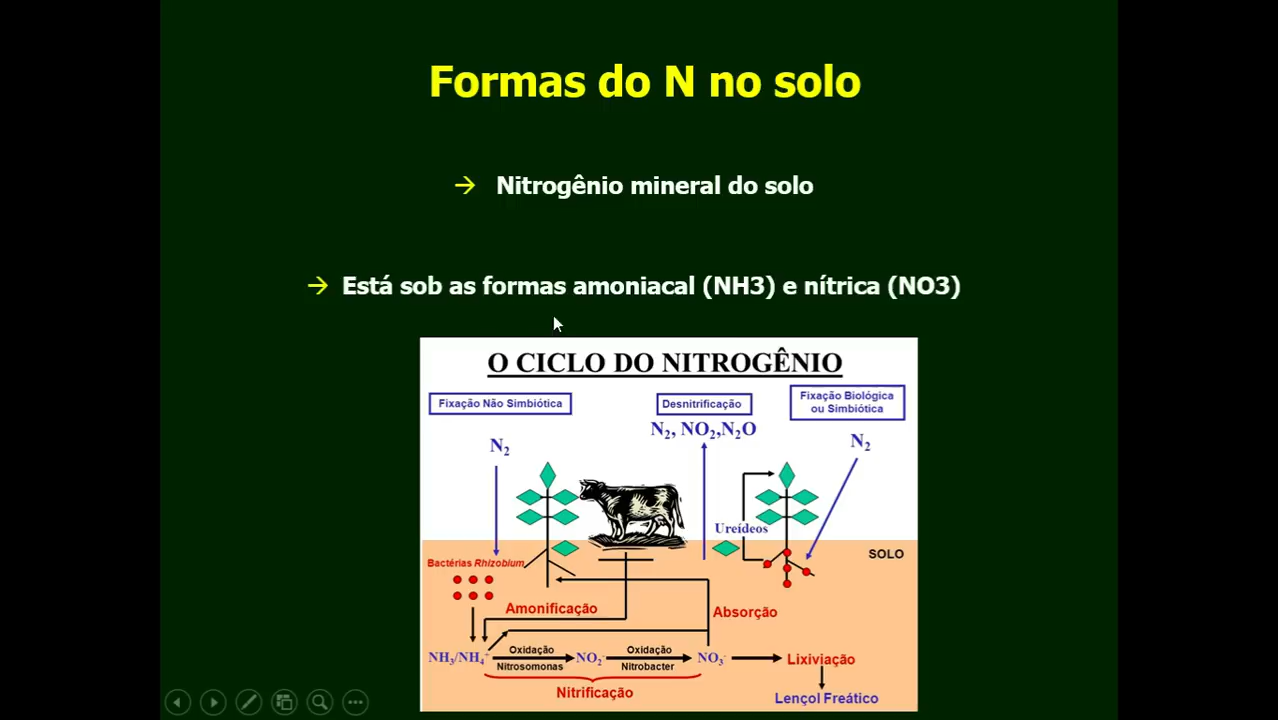 Formas do N no solo
→ Nitrogênio mineral do solo
→ Está sob as formas amoniacal (NH3) e nítrica (NO3)
O CICLO DO NITROGÊNIO
Fixação Não Simbiótica
Desnitrificação
Fixação Biológica
ou Simbiótica
N₂
N₂, NO₂,N₂O
N₂
Ureídeos
SOLO
Bactérias Rhizobium
Amonificação
Absorção
NH₃/NH₄⁺
Oxidação
Nitrosomonas
NO₂⁻
Oxidação
Nitrobacter
NO₃⁻
Lixiviação
Nitrificação
Lençol Freático